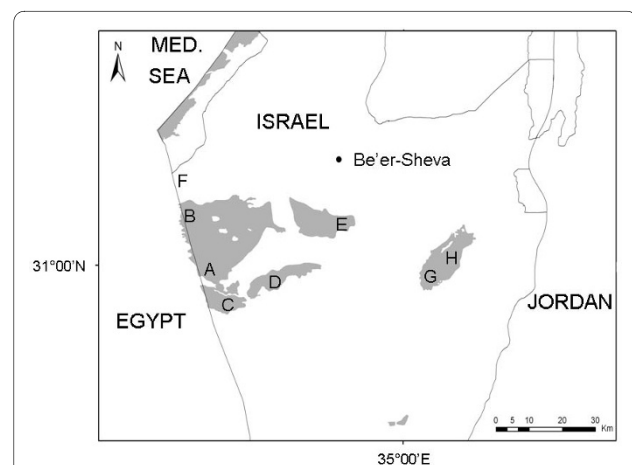 N
MED.
SEA
ISRAEL
Be'er-Sheva
F
B
E
A
H
G
D
C
31°00'N
EGYPT
JORDAN
0 5 10 20 30
Km
35°00'E